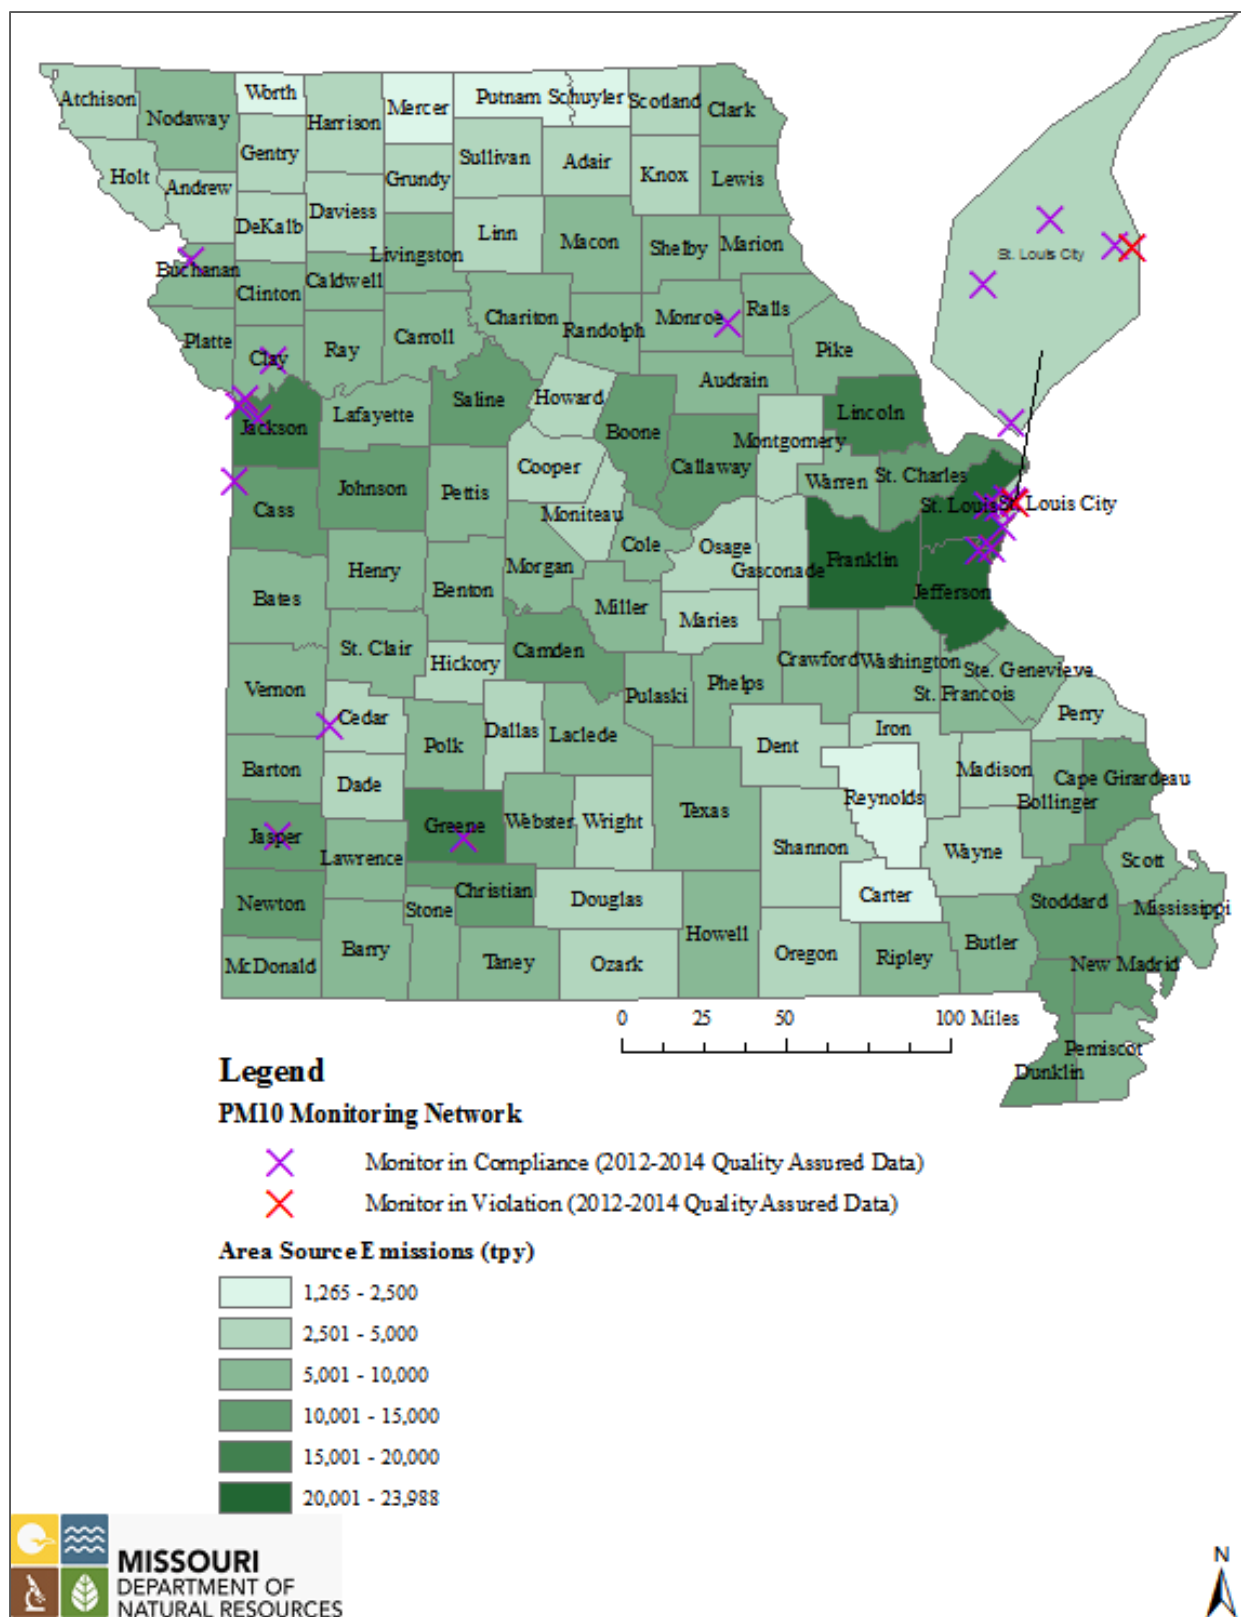 Atchison
Nodaway
Worth
Harrison
Mercer
Putnam
Schuyler
Scotland
Clark
Holt
Andrew
Gentry
DeKalb
Daviess
Grundy
Sullivan
Adair
Knox
Lewis
Linn
Livingston
Macon
Shelby
Marion
Buchanan
Clinton
Caldwell
Chariton
Randolph
Monroe
Ralls
Platte
Clay
Ray
Carroll
Audrain
Pike
St. Louis City
Jackson
Lafayette
Saline
Howard
Boone
Callaway
Montgomery
Lincoln
Warren
St. Charles
Cass
Johnson
Pettis
Cooper
Moniteau
Cole
Osage
Gasconade
Franklin
St. Louis
St. Louis City
Jefferson
Bates
Henry
Benton
Morgan
Miller
Maries
St. Clair
Hickory
Camden
Pulaski
Phelps
Crawford
Washington
Ste. Genevieve
St. Francois
Perry
Vernon
Cedar
Polk
Dallas
Laclede
Dent
Iron
Madison
Bollinger
Cape Girardeau
Barton
Dade
Greene
Webster
Wright
Texas
Shannon
Reynolds
Wayne
Scott
Jasper
Lawrence
Christian
Douglas
Carter
Stoddard
Mississippi
Newton
Stone
Howell
McDonald
Barry
Taney
Ozark
Oregon
Ripley
Butler
New Madrid
Pemiscot
Dunklin
0 25 50 100 Miles
Legend
PM10 Monitoring Network
Monitor in Compliance (2012-2014 Quality Assured Data)
Monitor in Violation (2012-2014 Quality Assured Data)
Area Source Emissions (tpy)
1,265 - 2,500
2,501 - 5,000
5,001 - 10,000
10,001 - 15,000
15,001 - 20,000
20,001 - 23,988
MISSOURI
DEPARTMENT OF
NATURAL RESOURCES
N